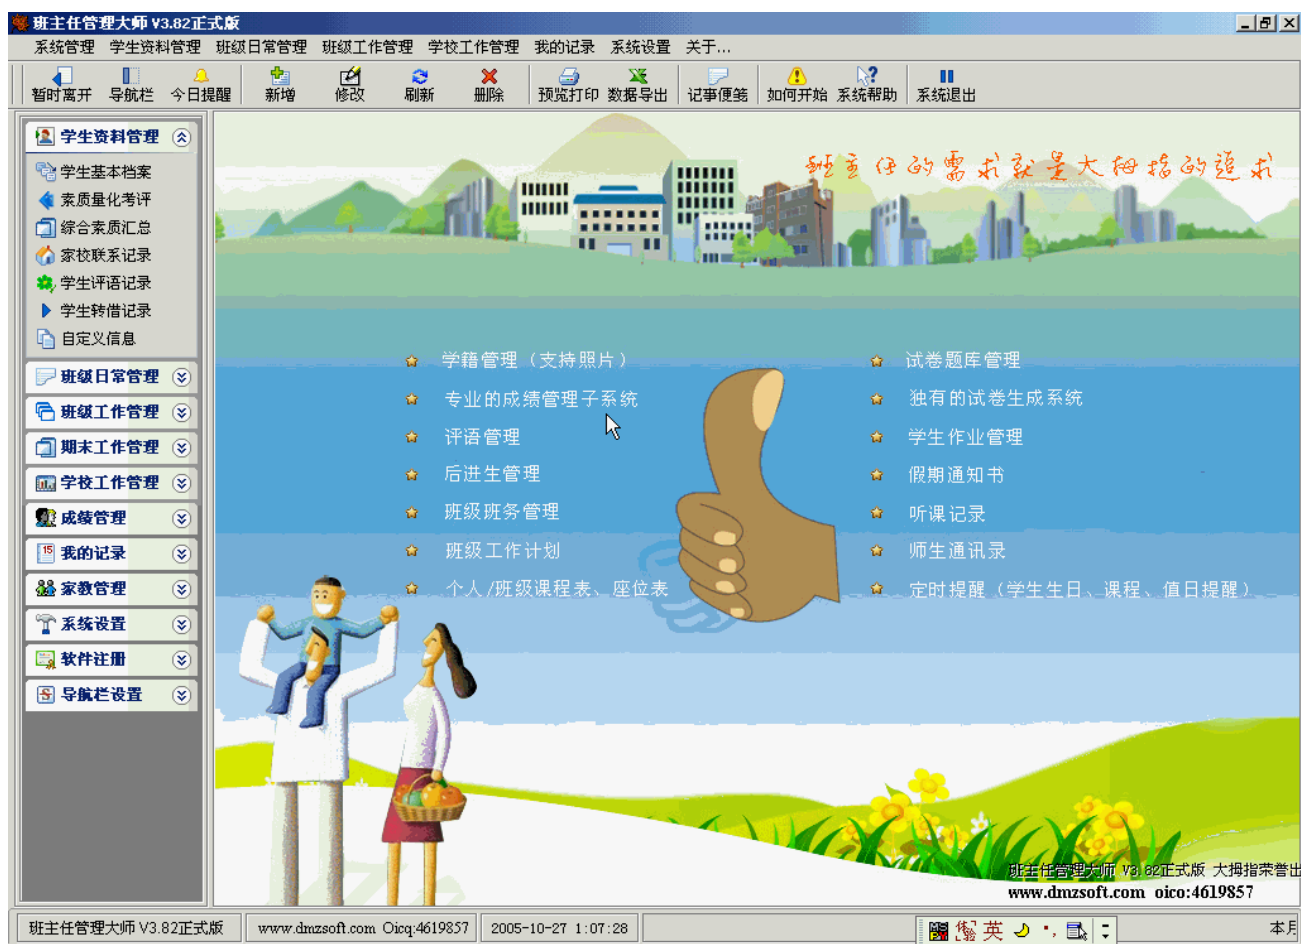 班主任管理大师 V3.82正式版
系统管理 学生资料管理 班级日常管理 班级工作管理 学校工作管理 我的记录 系统设置 关于...
暂时离开 导航栏 今日提醒 新增 修改 刷新 删除 预览打印 数据导出 记事便笺 如何开始 系统帮助 系统退出
学生资料管理
学生基本档案
素质量化考评
综合素质汇总
家校联系记录
学生评语记录
学生转借记录
自定义信息
班级日常管理
班级工作管理
期末工作管理
学校工作管理
成绩管理
15 我的记录
家教管理
系统设置
软件注册
导航栏设置
班主任的需求就是大拇指的追求
学籍管理（支持照片）
专业的成绩管理子系统
评语管理
后进生管理
班级班务管理
班级工作计划
个人/班级课程表、座位表
试卷题库管理
独有的试卷生成系统
学生作业管理
假期通知书
听课记录
师生通讯录
定时提醒（学生生日、课程、值日提醒）
班主任管理大师 V3.82正式版 大拇指荣誉出
www.dmzsoft.com oico:4619857
班主任管理大师 V3.82正式版 www.dmzsoft.com Oicq:4619857 2005-10-27 1:07:28 英 本月